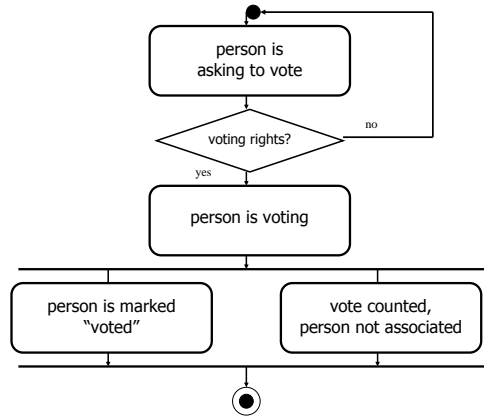 person is
asking to vote
voting rights?
no
yes
person is voting
person is marked
“voted”
vote counted,
person not associated